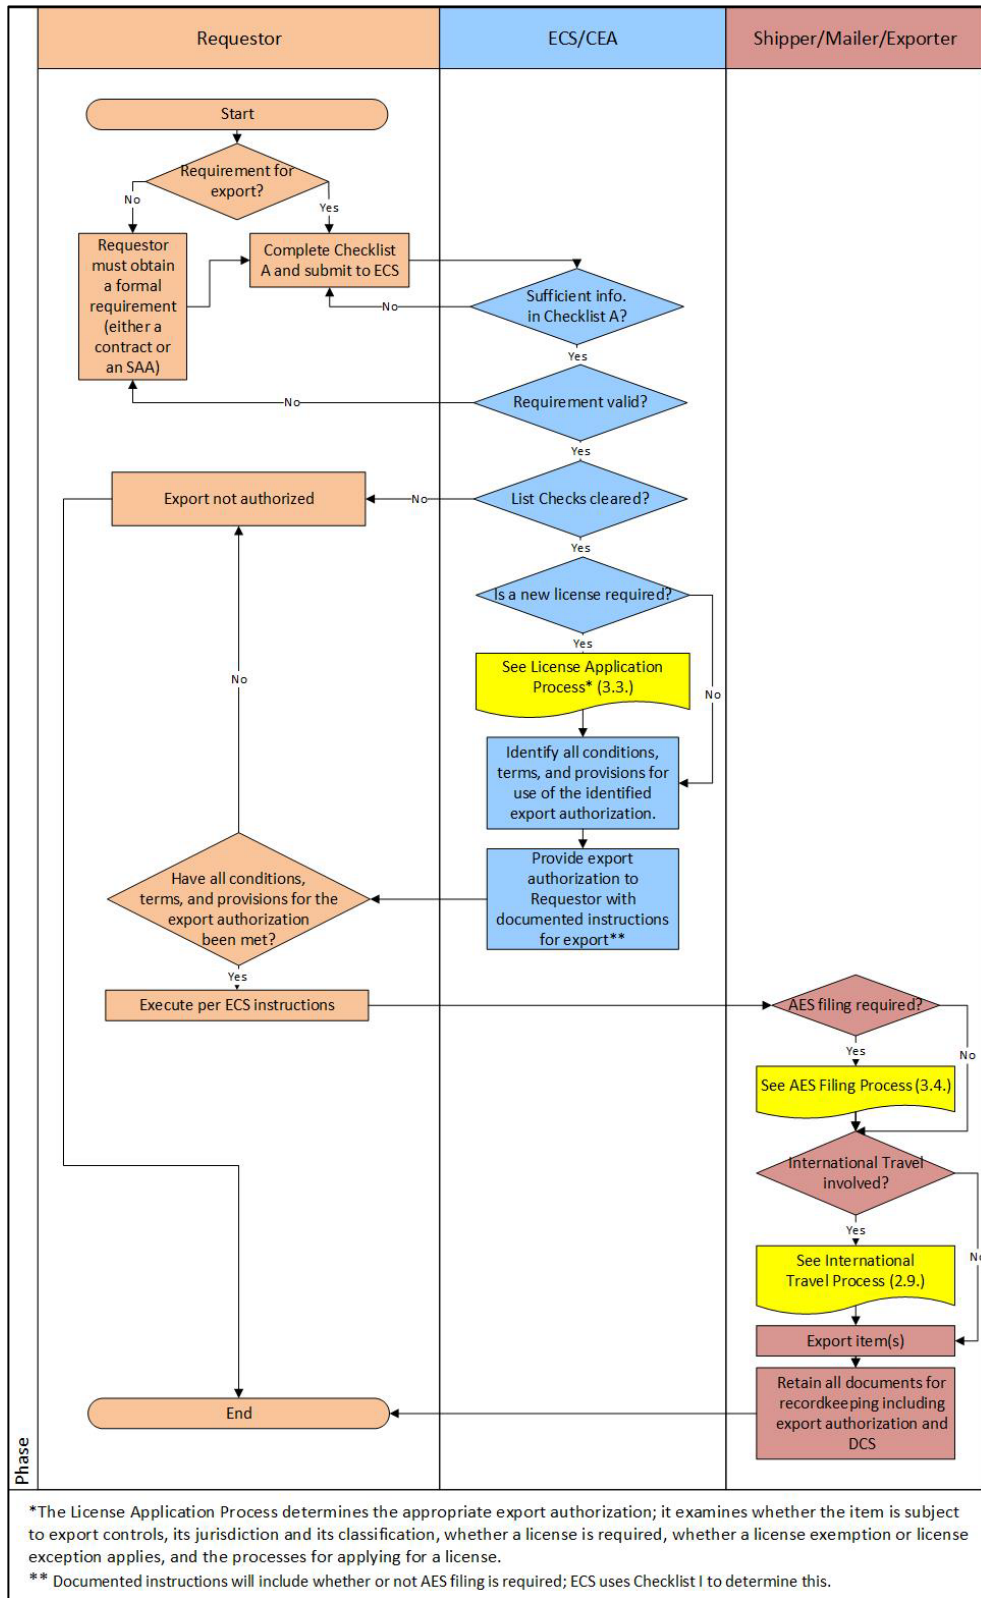 Requestor
ECS/CEA
Shipper/Mailer/Exporter
Start
Requirement for
export?
No
Yes
Requestor
must obtain
a formal
requirement
(either a
contract or
an SAA)
Complete Checklist
A and submit to ECS
Sufficient info.
in Checklist A?
No
Yes
Requirement valid?
No
Yes
List Checks cleared?
No
Export not authorized
Yes
Is a new license required?
Yes
No
See License Application
Process* (3.3.)
Identify all conditions,
terms, and provisions for
use of the identified
export authorization.
Provide export
authorization to
Requestor with
documented instructions
for export**
No
Have all conditions,
terms, and provisions for the
export authorization
been met?
Yes
Execute per ECS instructions
AES filing required?
Yes
No
See AES Filing Process (3.4.)
International Travel
involved?
Yes
No
See International
Travel Process (2.9.)
Export item(s)
Retain all documents for
recordkeeping including
export authorization and
DCS
End
Phase
*The License Application Process determines the appropriate export authorization; it examines whether the item is subject
to export controls, its jurisdiction and its classification, whether a license is required, whether a license exemption or license
exception applies, and the processes for applying for a license.
** Documented instructions will include whether or not AES filing is required; ECS uses Checklist I to determine this.